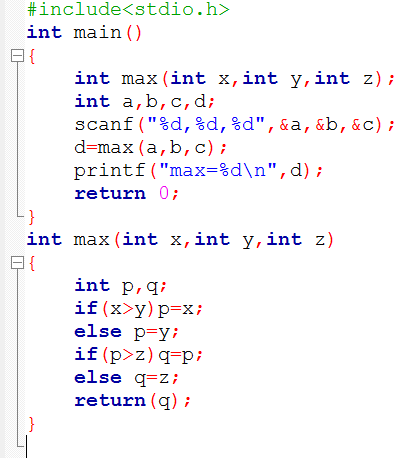 #include<stdio.h>
int main()
{
    int max(int x,int y,int z);
    int a,b,c,d;
    scanf("%d,%d,%d",&a,&b,&c);
    d=max(a,b,c);
    printf("max=%d\n",d);
    return 0;
}
int max(int x,int y,int z)
{
    int p,q;
    if(x>y)p=x;
    else p=y;
    if(p>z)q=p;
    else q=z;
    return(q);
}